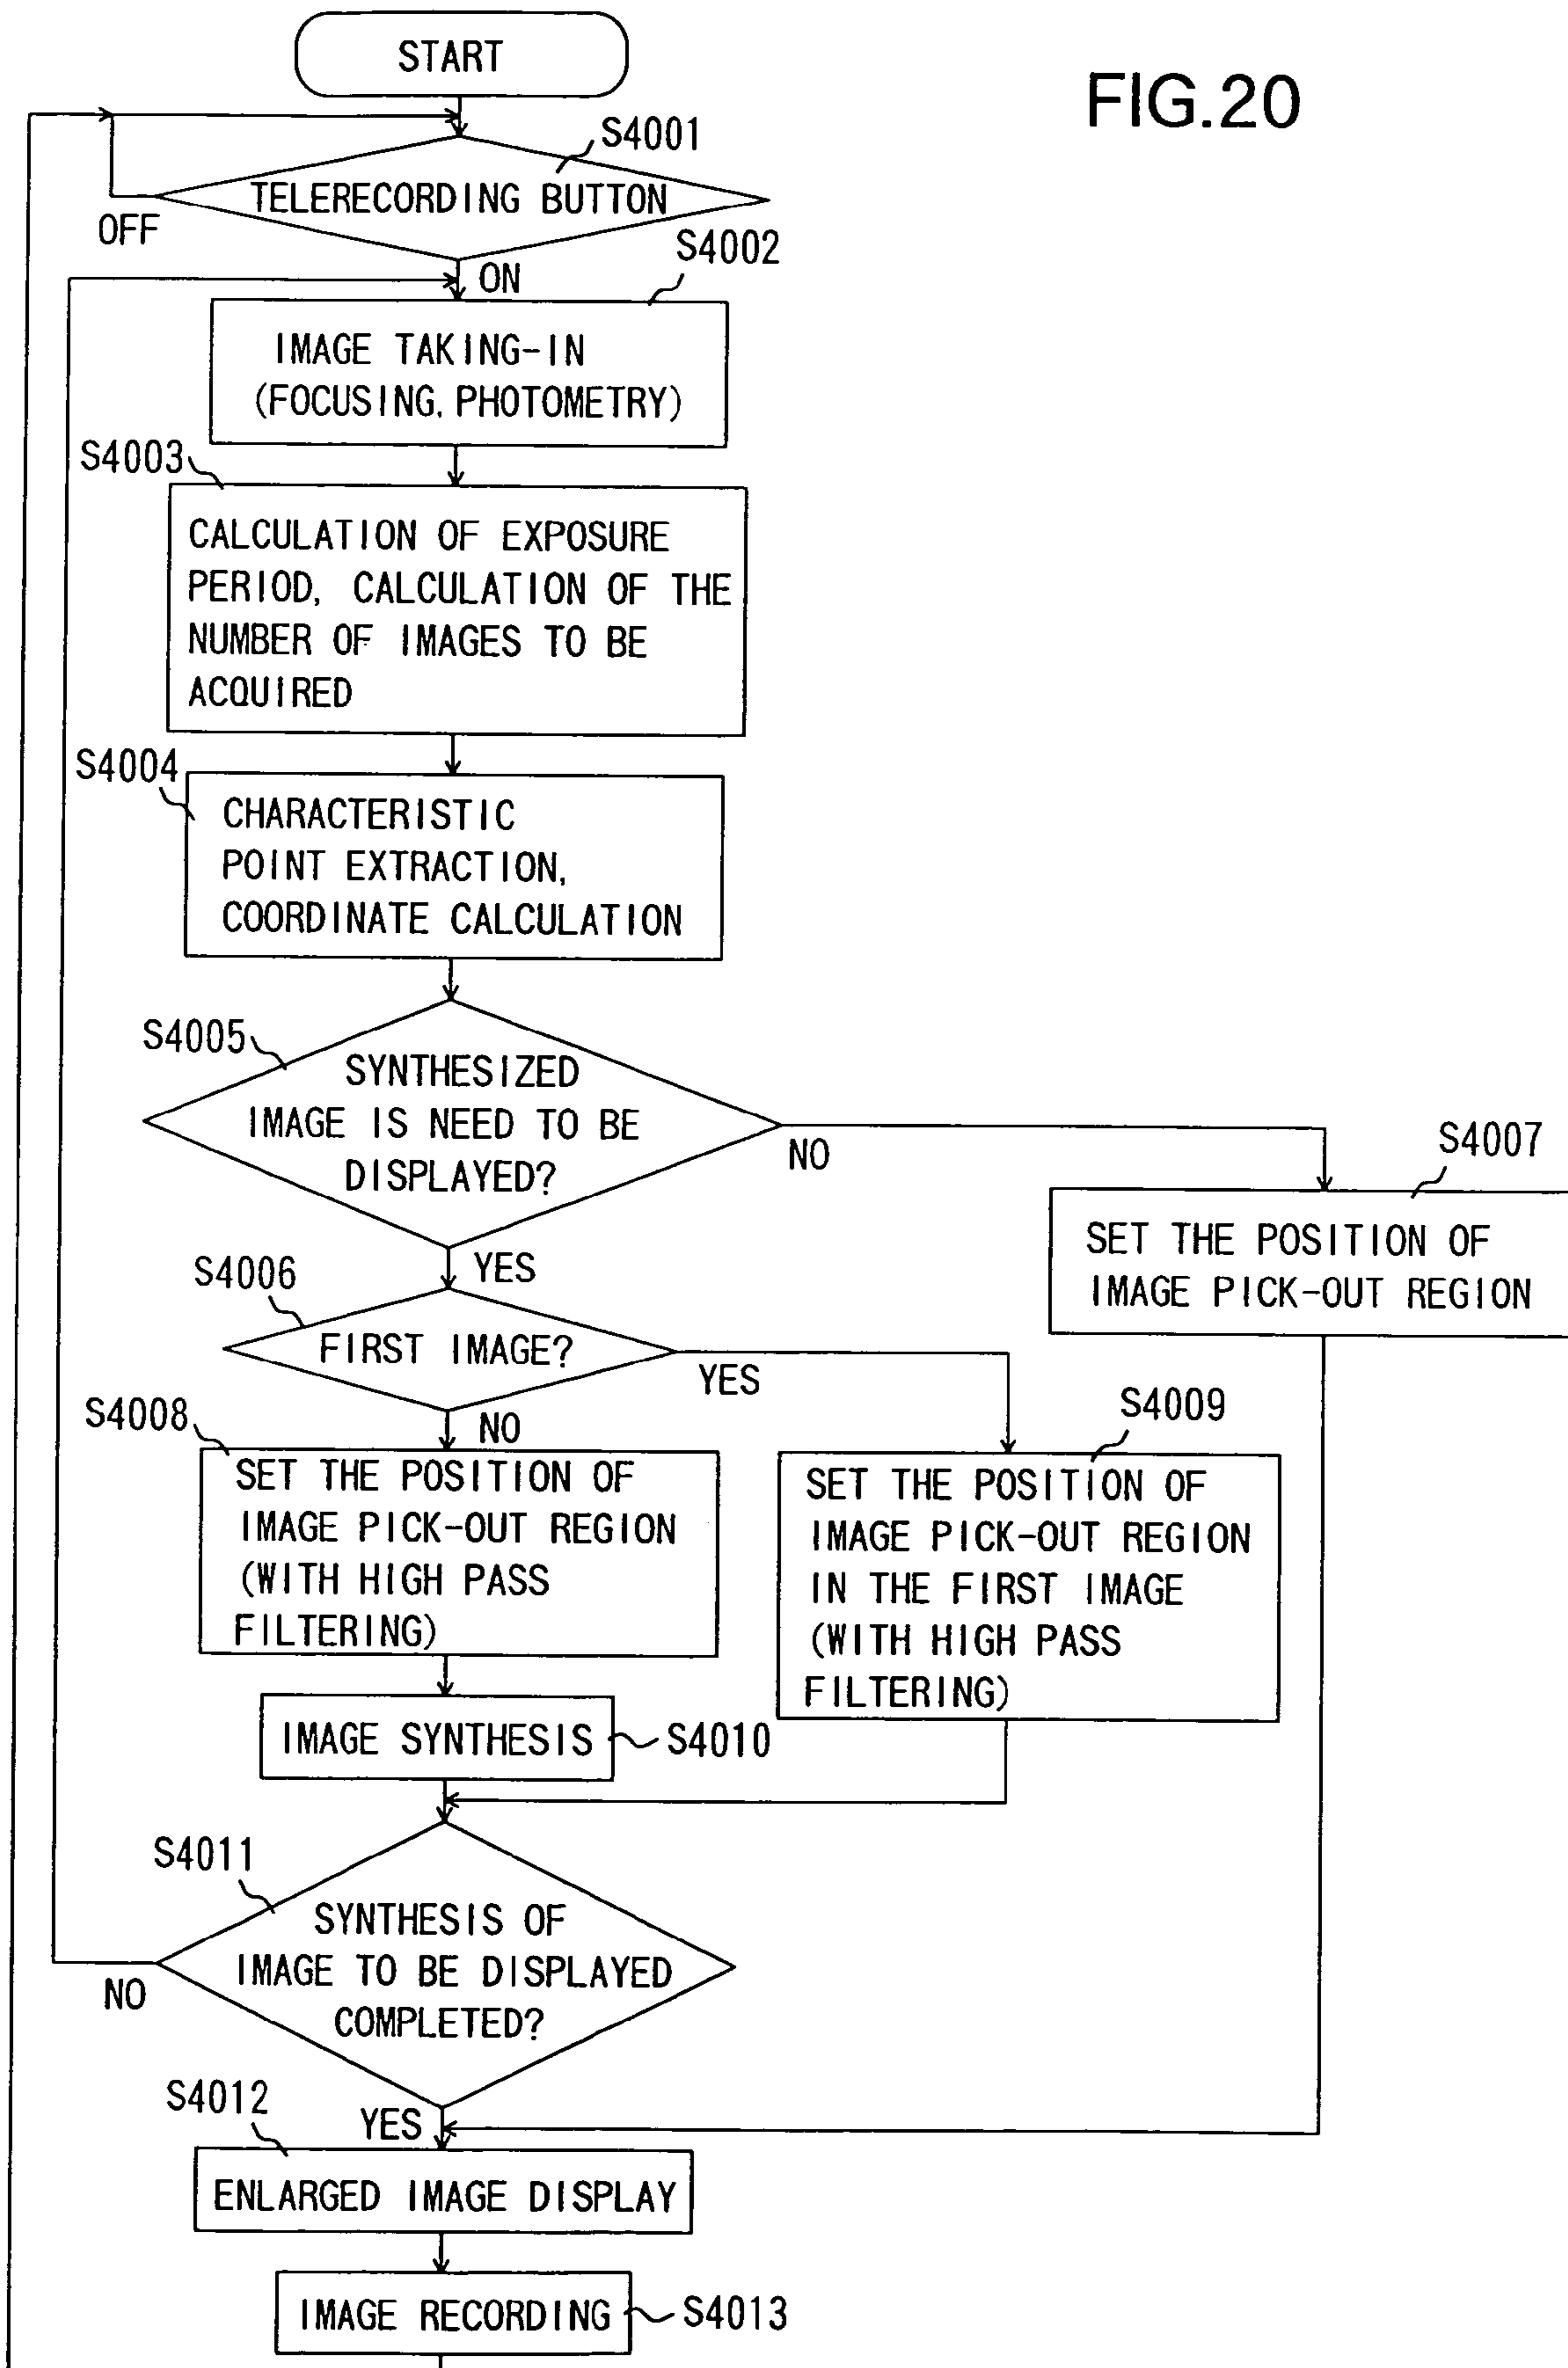 START
FIG.20
S4001
TELERECORDING BUTTON
OFF
S4002
ON
IMAGE TAKING-IN
(FOCUSING, PHOTOMETRY)
S4003
CALCULATION OF EXPOSURE
PERIOD, CALCULATION OF THE
NUMBER OF IMAGES TO BE
ACQUIRED
S4004
CHARACTERISTIC
POINT EXTRACTION,
COORDINATE CALCULATION
S4005
SYNTHESIZED
IMAGE IS NEED TO BE
DISPLAYED?
NO
S4007
SET THE POSITION OF
IMAGE PICK-OUT REGION
YES
S4006
FIRST IMAGE?
YES
S4008
NO
S4009
SET THE POSITION OF
IMAGE PICK-OUT REGION
(WITH HIGH PASS
FILTERING)
SET THE POSITION OF
IMAGE PICK-OUT REGION
IN THE FIRST IMAGE
(WITH HIGH PASS
FILTERING)
IMAGE SYNTHESIS
S4010
S4011
SYNTHESIS OF
IMAGE TO BE DISPLAYED
COMPLETED?
NO
S4012
YES
ENLARGED IMAGE DISPLAY
IMAGE RECORDING
S4013